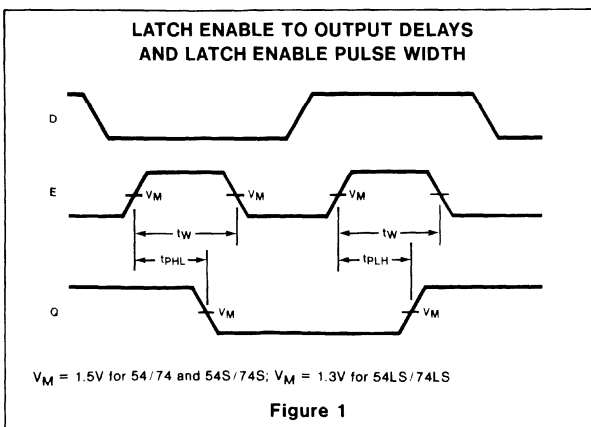 LATCH ENABLE TO OUTPUT DELAYS
AND LATCH ENABLE PULSE WIDTH
D
E
VM
VM
VM
tW
tW
tPHL
tPLH
Q
VM
VM
VM = 1.5V for 54/74 and 54S/74S; VM = 1.3V for 54LS/74LS
Figure 1